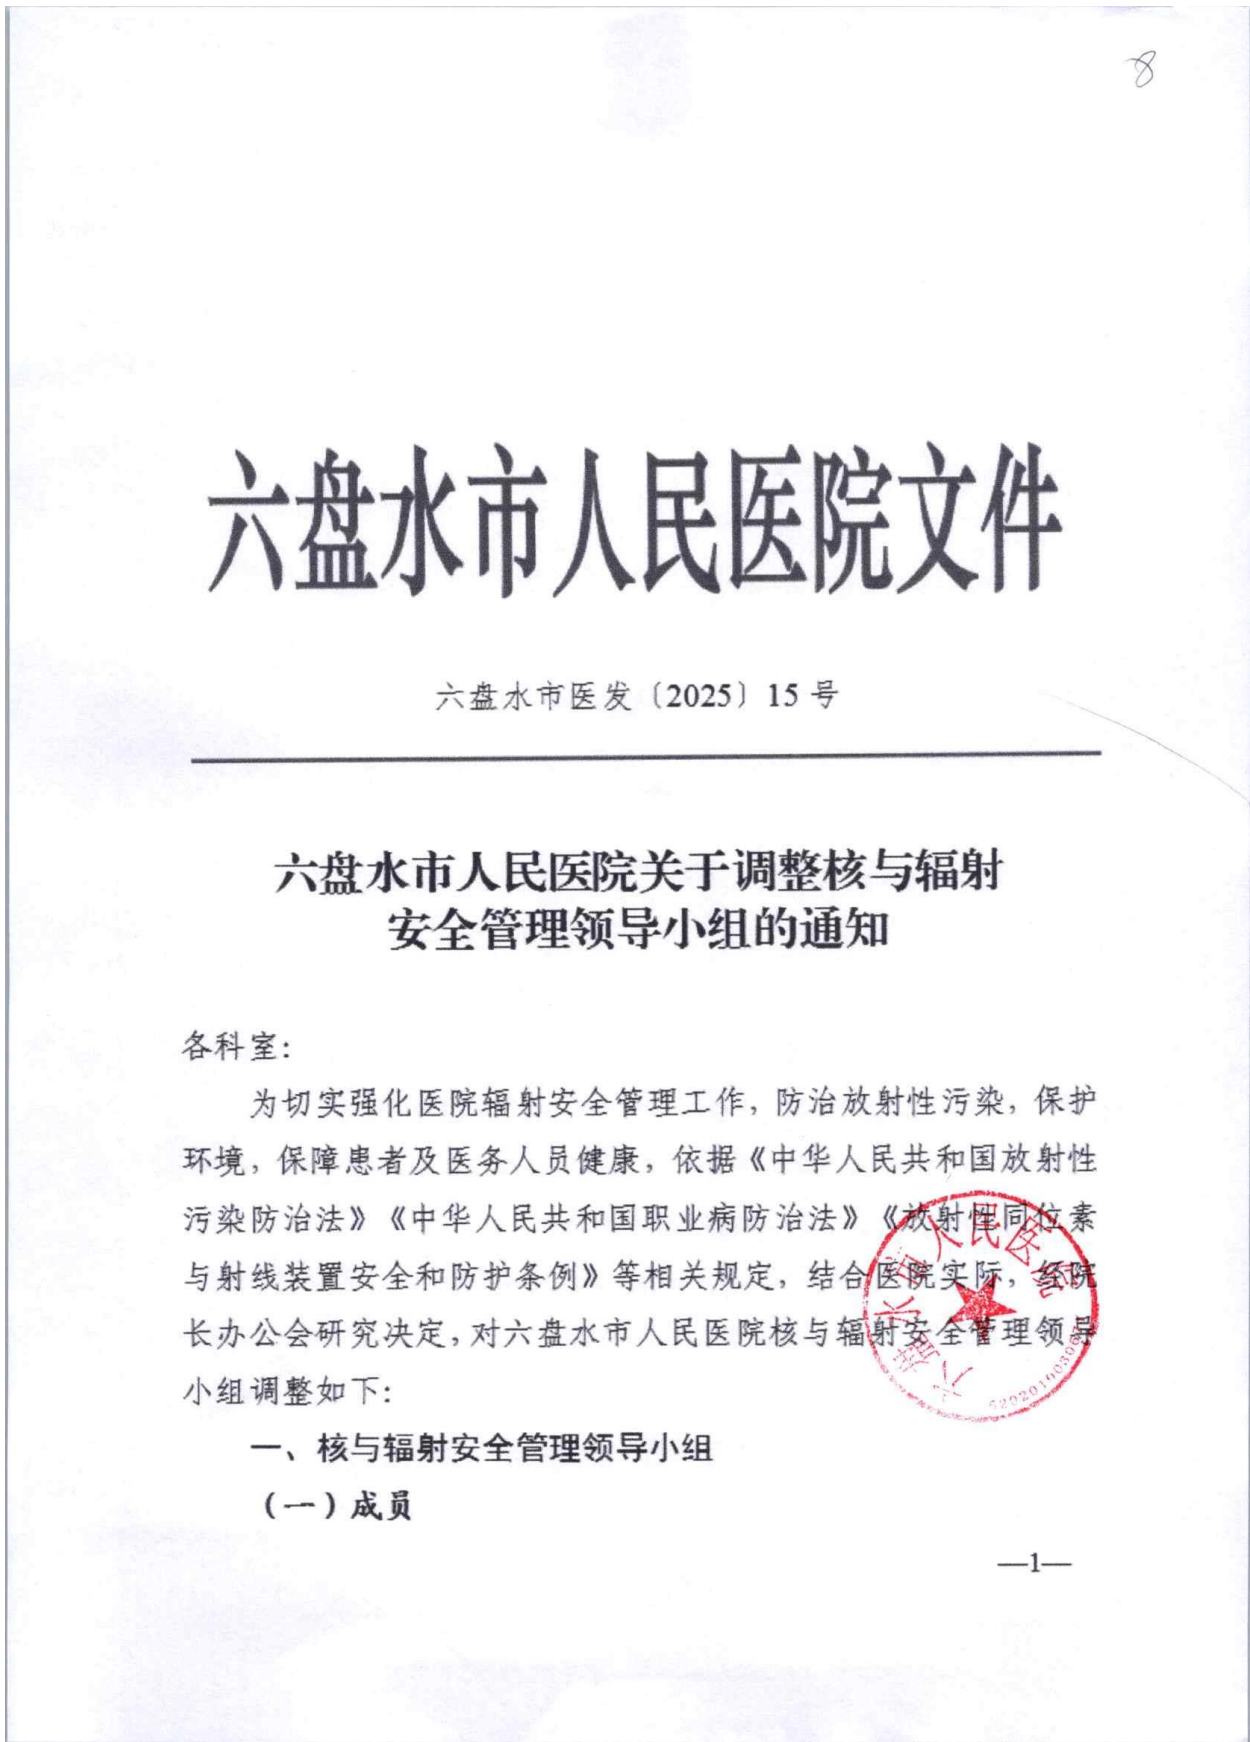 8
六盘水市人民医院文件
六盘水市医发〔2025〕15 号
六盘水市人民医院关于调整核与辐射
安全管理领导小组的通知
各科室:
为切实强化医院辐射安全管理工作, 防治放射性污染, 保护
环境, 保障患者及医务人员健康, 依据《中华人民共和国放射性
污染防治法》《中华人民共和国职业病防治法》《放射性同位素
与射线装置安全和防护条例》等相关规定, 结合医院实际, 经院
长办公会研究决定, 对六盘水市人民医院核与辐射安全管理领导
小组调整如下:
六盘水市人民医院
一、核与辐射安全管理领导小组
(一) 成员
—1—